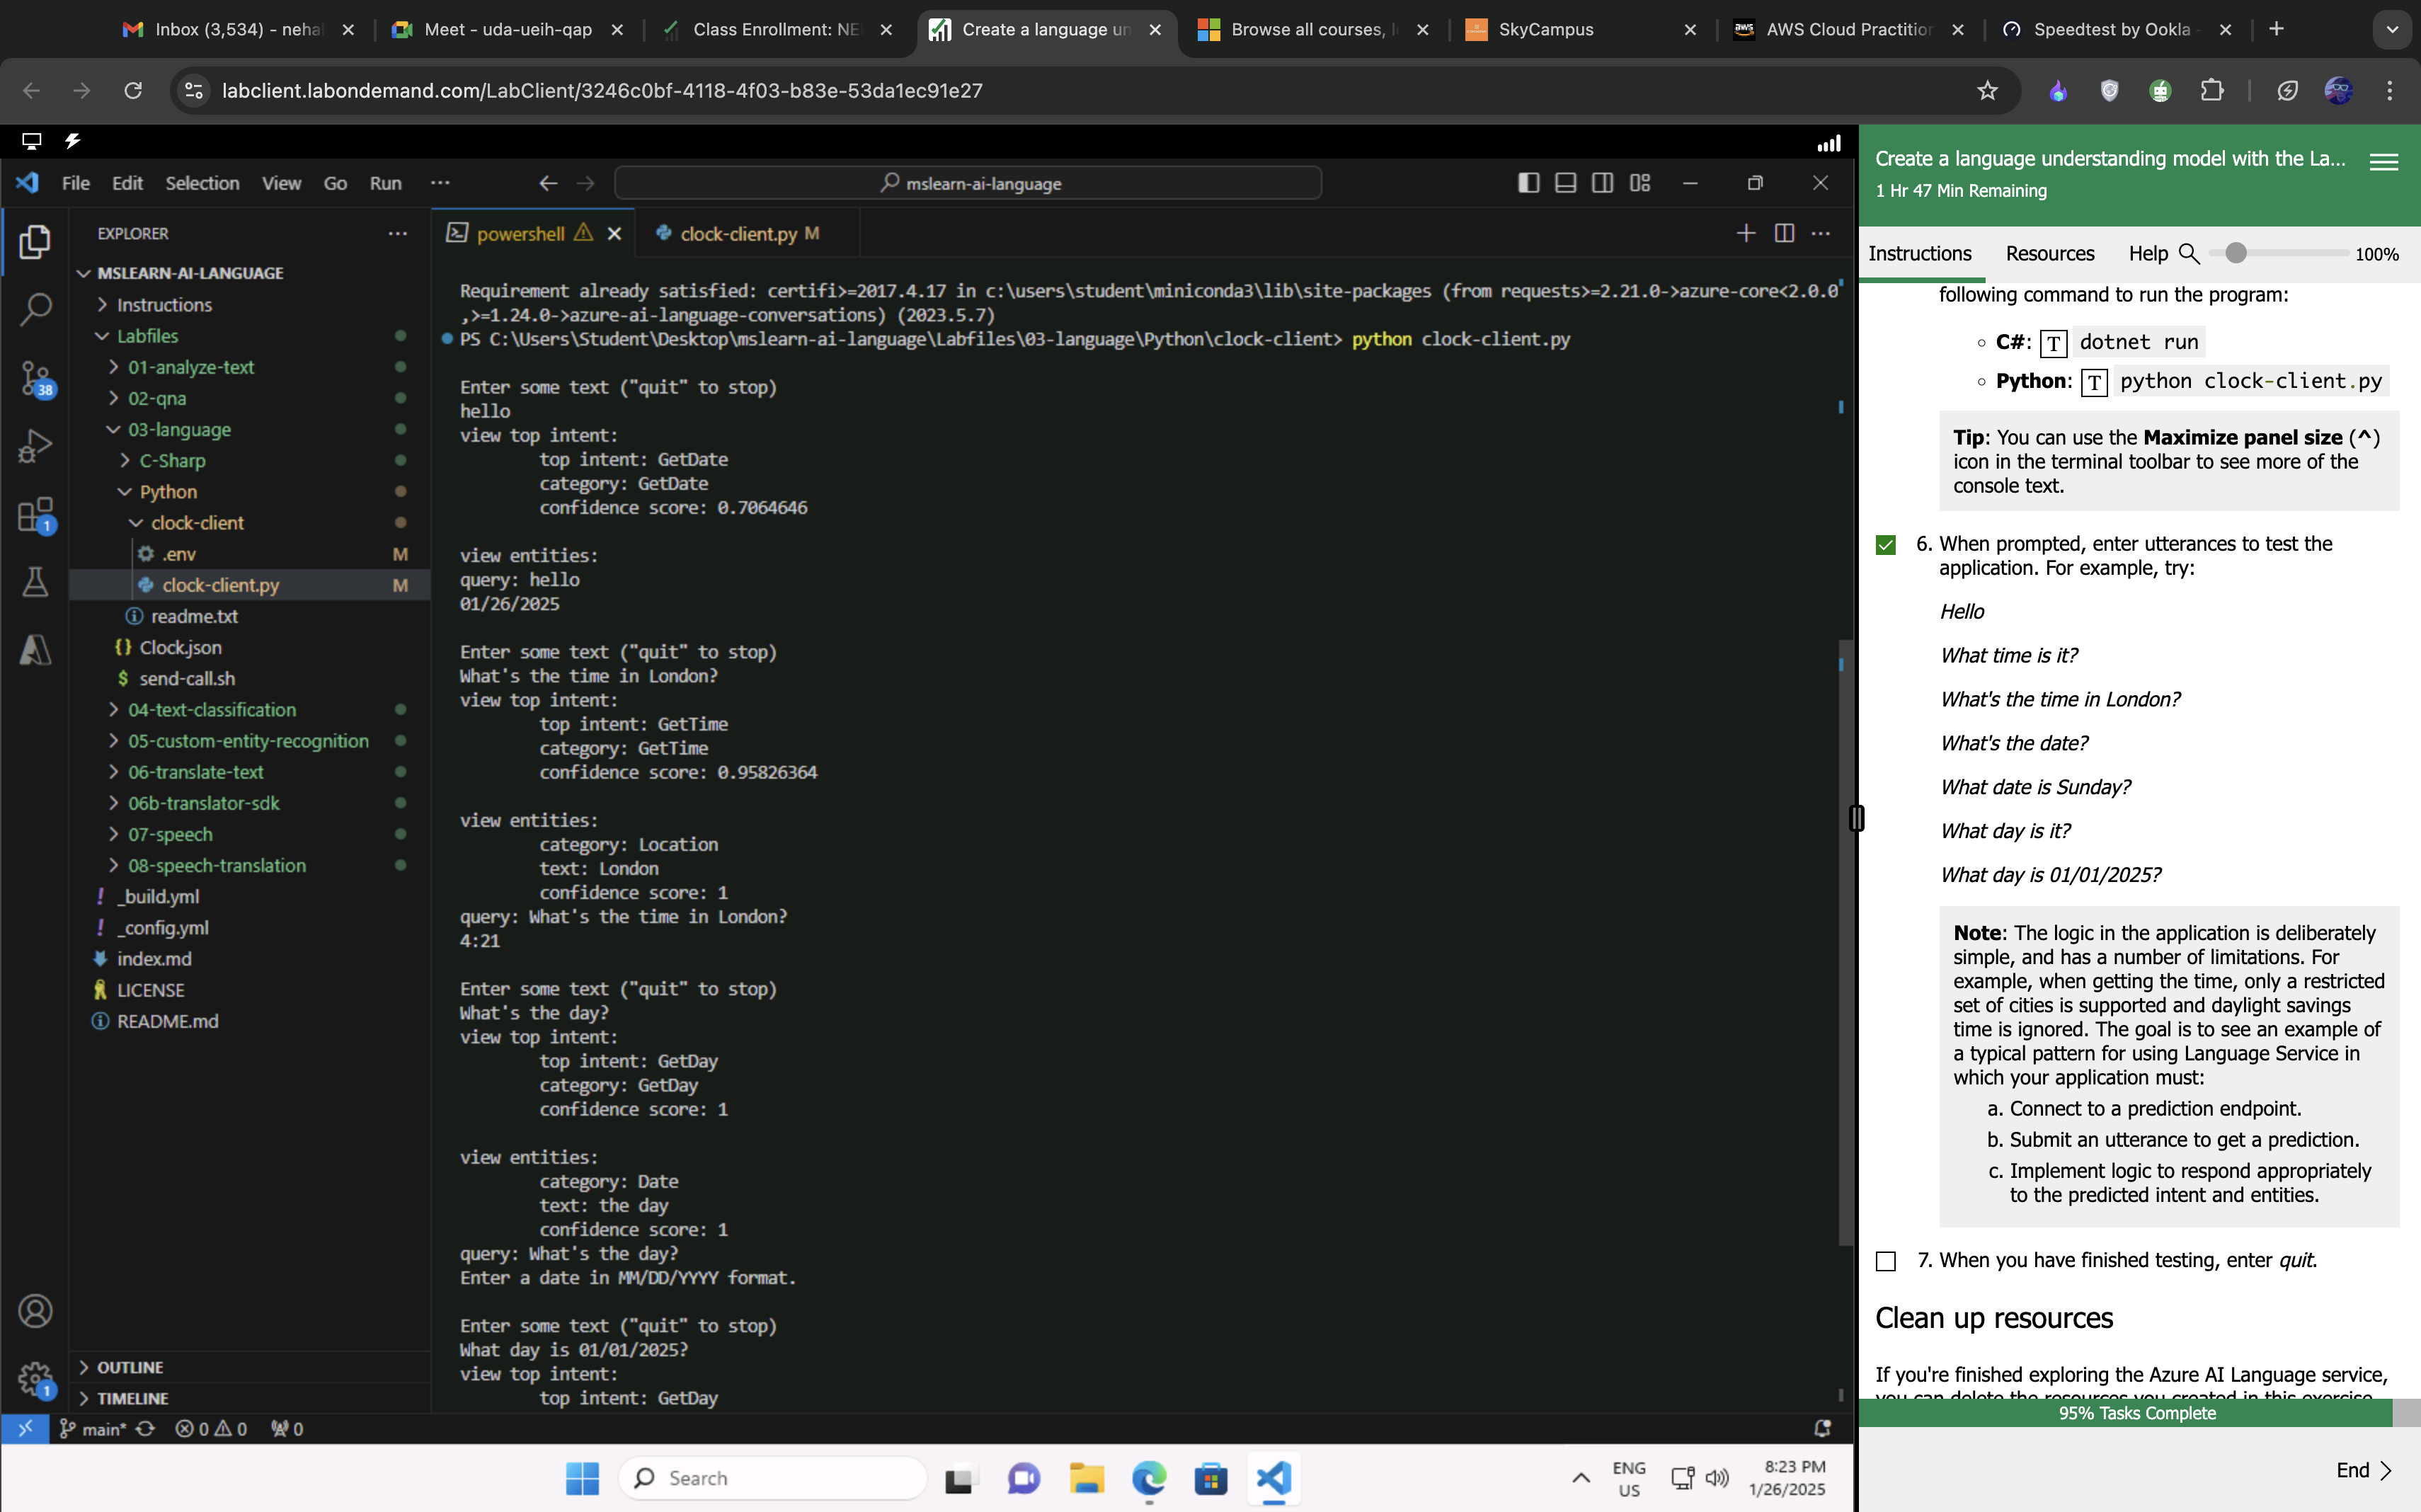 Inbox (3,534) - neha
Meet - uda-ueih-qap
Class Enrollment: NE
Create a language un
Browse all courses, l
SkyCampus
AWS Cloud Practition
Speedtest by Ookla -
labclient.labondemand.com/LabClient/3246c0bf-4118-4f03-b83e-53da1ec91e27
File Edit Selection View Go Run ···
mslearn-ai-language
EXPLORER
MSLEARN-AI-LANGUAGE
Instructions
Labfiles
01-analyze-text
02-qna
03-language
C-Sharp
Python
clock-client
.env M
clock-client.py M
readme.txt
Clock.json
send-call.sh
04-text-classification
05-custom-entity-recognition
06-translate-text
06b-translator-sdk
07-speech
08-speech-translation
_build.yml
_config.yml
index.md
LICENSE
README.md
OUTLINE
TIMELINE
38
1
1
powershell
clock-client.py M
Requirement already satisfied: certifi>=2017.4.17 in c:\users\student\miniconda3\lib\site-packages (from requests>=2.21.0->azure-core<2.0.0
,>=1.24.0->azure-ai-language-conversations) (2023.5.7)
PS C:\Users\Student\Desktop\mslearn-ai-language\Labfiles\03-language\Python\clock-client> python clock-client.py
Enter some text ("quit" to stop)
hello
view top intent:
top intent: GetDate
category: GetDate
confidence score: 0.7064646
view entities:
query: hello
01/26/2025
Enter some text ("quit" to stop)
What's the time in London?
view top intent:
top intent: GetTime
category: GetTime
confidence score: 0.95826364
view entities:
category: Location
text: London
confidence score: 1
query: What's the time in London?
4:21
Enter some text ("quit" to stop)
What's the day?
view top intent:
top intent: GetDay
category: GetDay
confidence score: 1
view entities:
category: Date
text: the day
confidence score: 1
query: What's the day?
Enter a date in MM/DD/YYYY format.
Enter some text ("quit" to stop)
What day is 01/01/2025?
view top intent:
top intent: GetDay
main* 0 0 0
Search
ENG
US
8:23 PM
1/26/2025
Create a language understanding model with the La...
1 Hr 47 Min Remaining
Instructions Resources Help 100%
following command to run the program:
C#: T dotnet run
Python: T python clock-client.py
Tip: You can use the Maximize panel size (^)
icon in the terminal toolbar to see more of the
console text.
6. When prompted, enter utterances to test the
application. For example, try:
Hello
What time is it?
What's the time in London?
What's the date?
What date is Sunday?
What day is it?
What day is 01/01/2025?
Note: The logic in the application is deliberately
simple, and has a number of limitations. For
example, when getting the time, only a restricted
set of cities is supported and daylight savings
time is ignored. The goal is to see an example of
a typical pattern for using Language Service in
which your application must:
a. Connect to a prediction endpoint.
b. Submit an utterance to get a prediction.
c. Implement logic to respond appropriately
to the predicted intent and entities.
7. When you have finished testing, enter quit.
Clean up resources
If you're finished exploring the Azure AI Language service,
you can delete the resources you created in this exercise
95% Tasks Complete
End